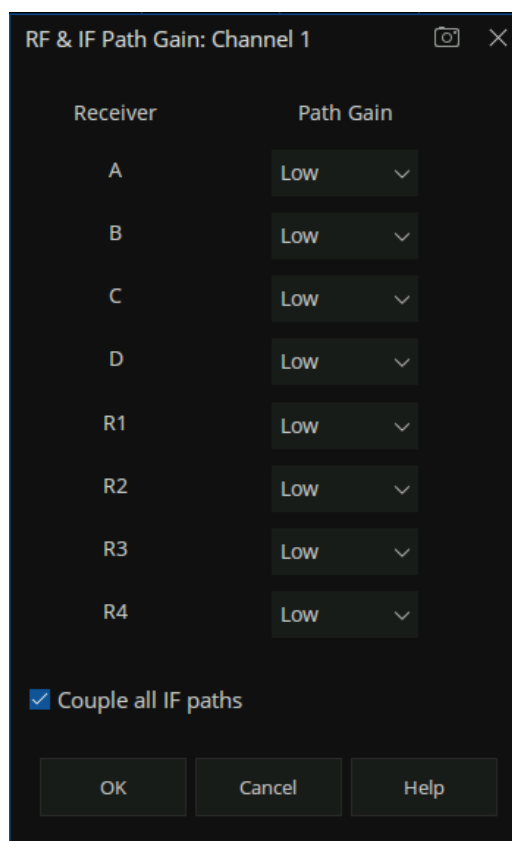 RF & IF Path Gain: Channel 1
Receiver Path Gain
A Low
B Low
C Low
D Low
R1 Low
R2 Low
R3 Low
R4 Low
Couple all IF paths
OK Cancel Help